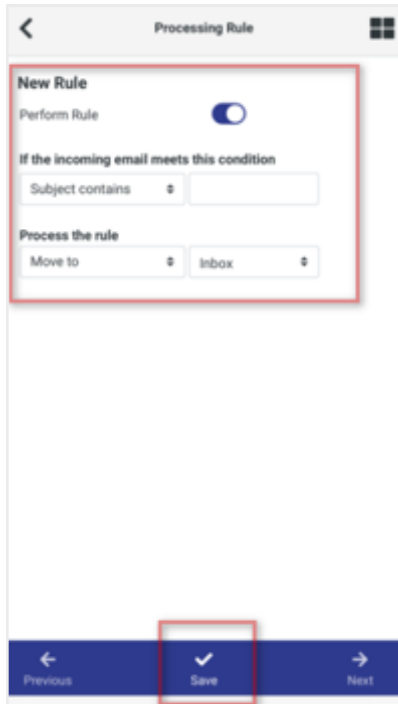 Processing Rule
New Rule
Perform Rule
If the incoming email meets this condition
Subject contains
Process the rule
Move to Inbox
Previous Save Next